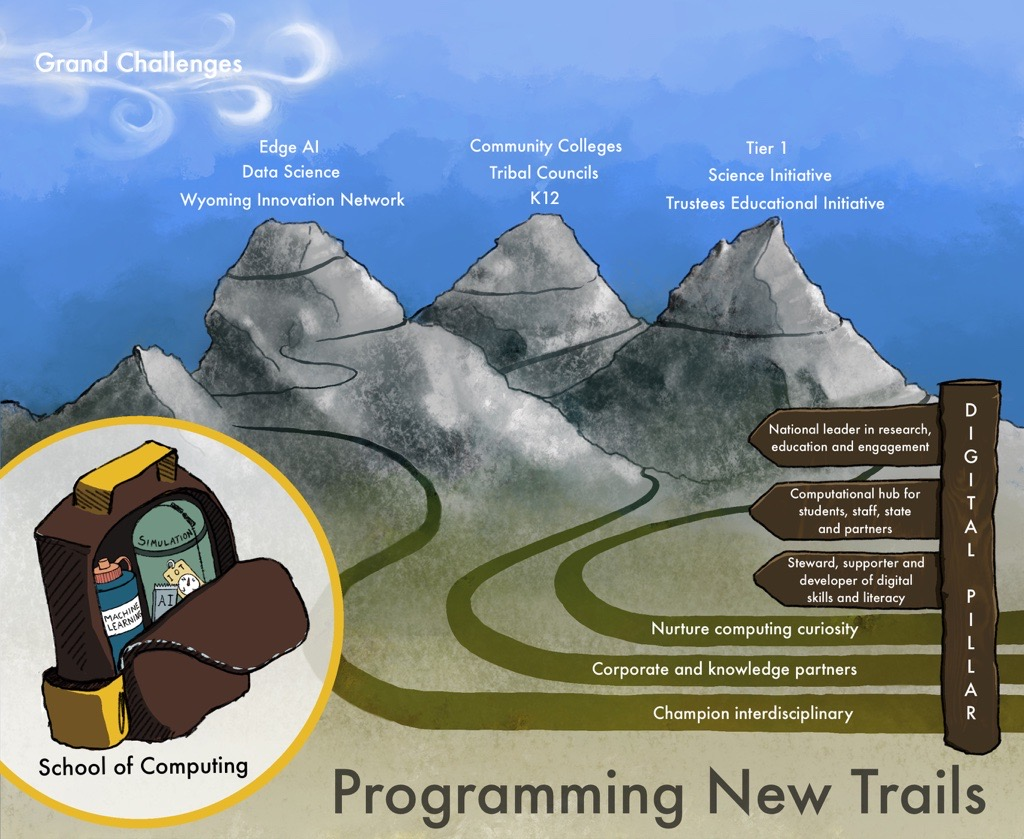 Grand Challenges
Edge AI
Data Science
Wyoming Innovation Network
Community Colleges
Tribal Councils
K12
Tier 1
Science Initiative
Trustees Educational Initiative
DIGITAL PILLAR
National leader in research,
education and engagement
Computational hub for
students, staff, state
and partners
Steward, supporter and
developer of digital
skills and literacy
Nurture computing curiosity
Corporate and knowledge partners
Champion interdisciplinary
SIMULATION
MACHINE
LEARNING
AI
School of Computing
Programming New Trails